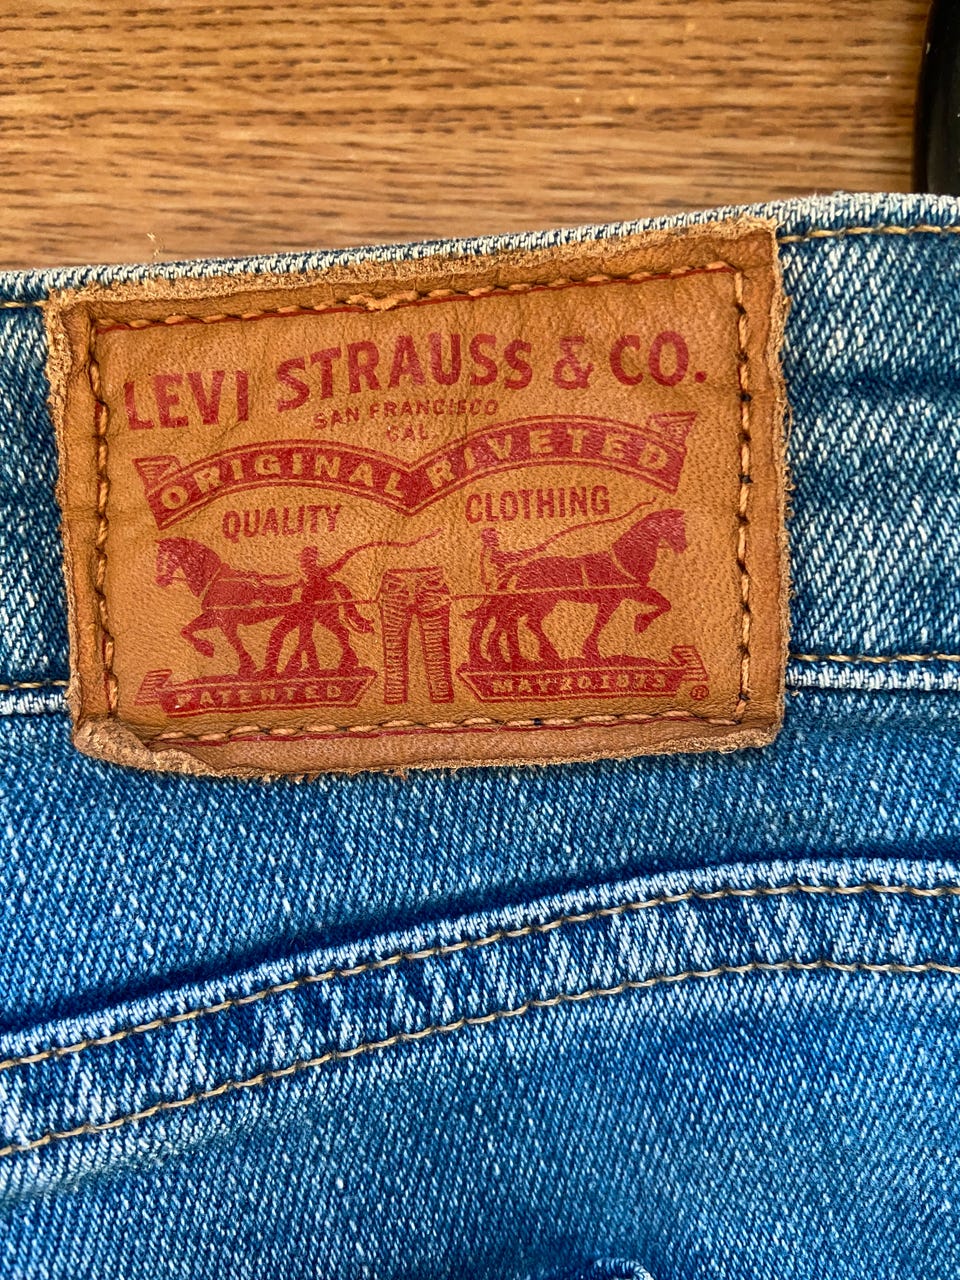 LEVI STRAUSS & CO.
SAN FRANCISCO
CAL.
ORIGINAL RIVETED
QUALITY CLOTHING
PATENTED MAY 20 1873 ®